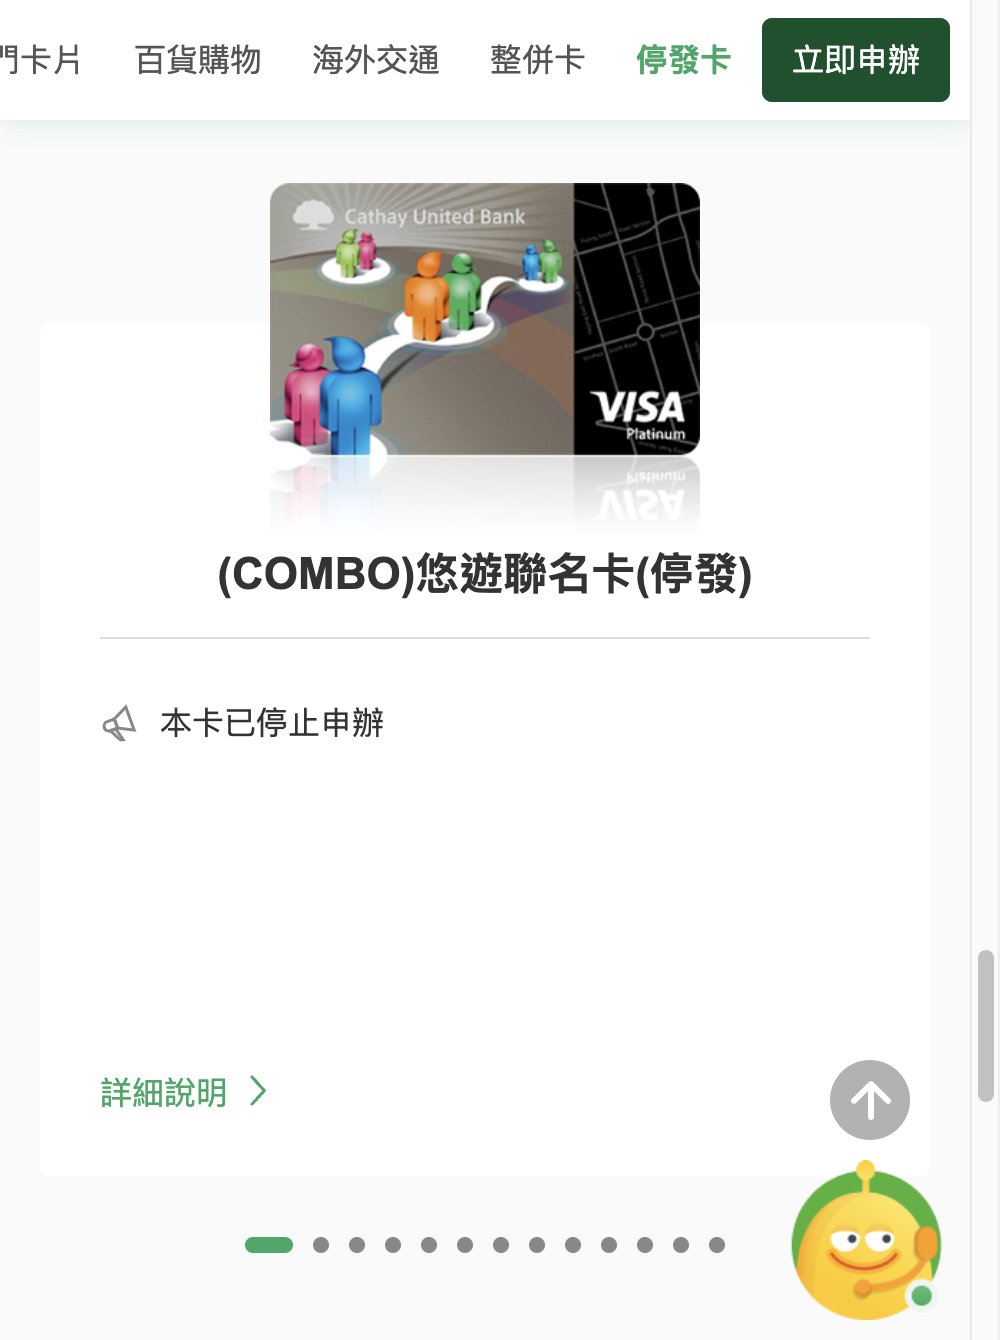 門卡片 百貨購物 海外交通 整併卡 停發卡 立即申辦
Cathay United Bank
VISA
Platinum
(COMBO)悠遊聯名卡(停發)
本卡已停止申辦
詳細說明